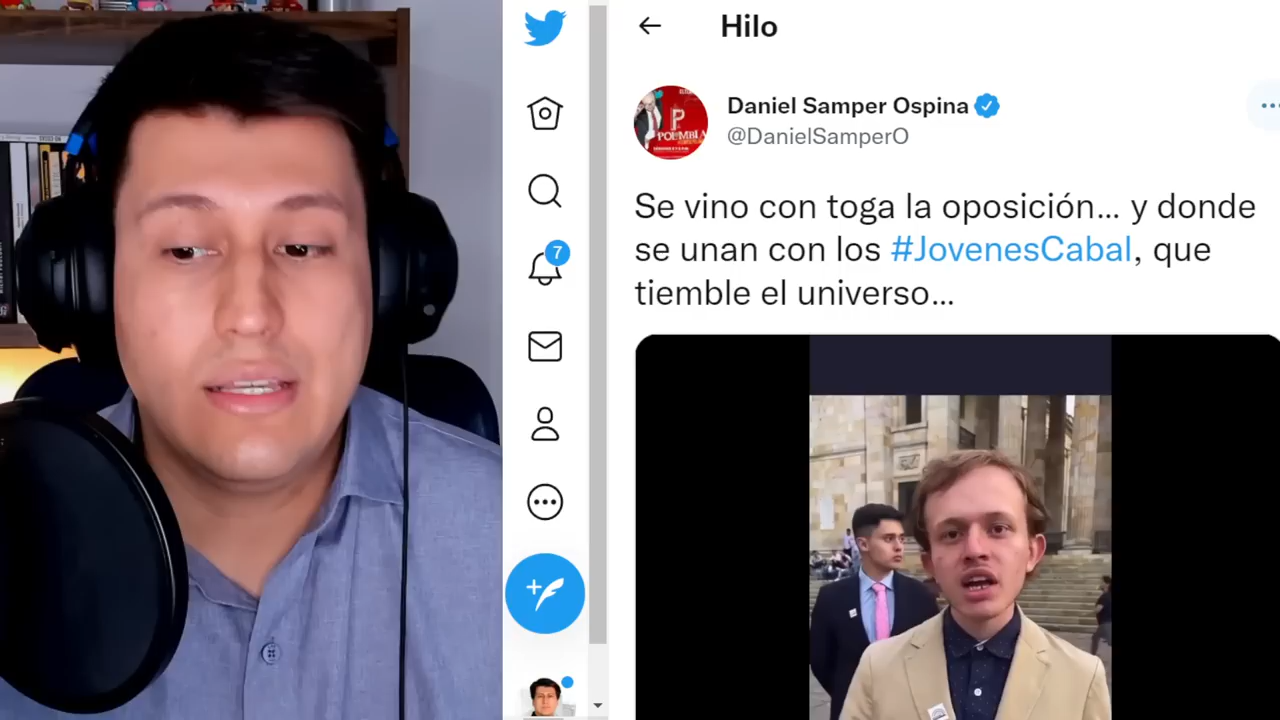 Hilo
Daniel Samper Ospina
@DanielSamperO
Se vino con toga la oposición... y donde
se unan con los #JovenesCabal, que
tiemble el universo...
7